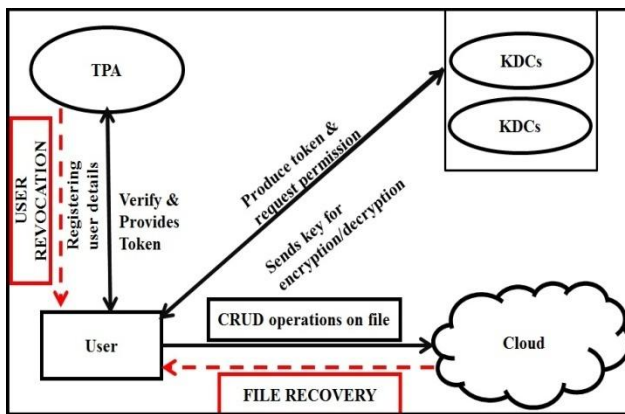 TPA
KDCs
KDCs
USER
REVOCATION
Registering
user details
Verify &
Provides
Token
Produce token &
request permission
Sends key for
encryption/decryption
CRUD operations on file
User
Cloud
FILE RECOVERY